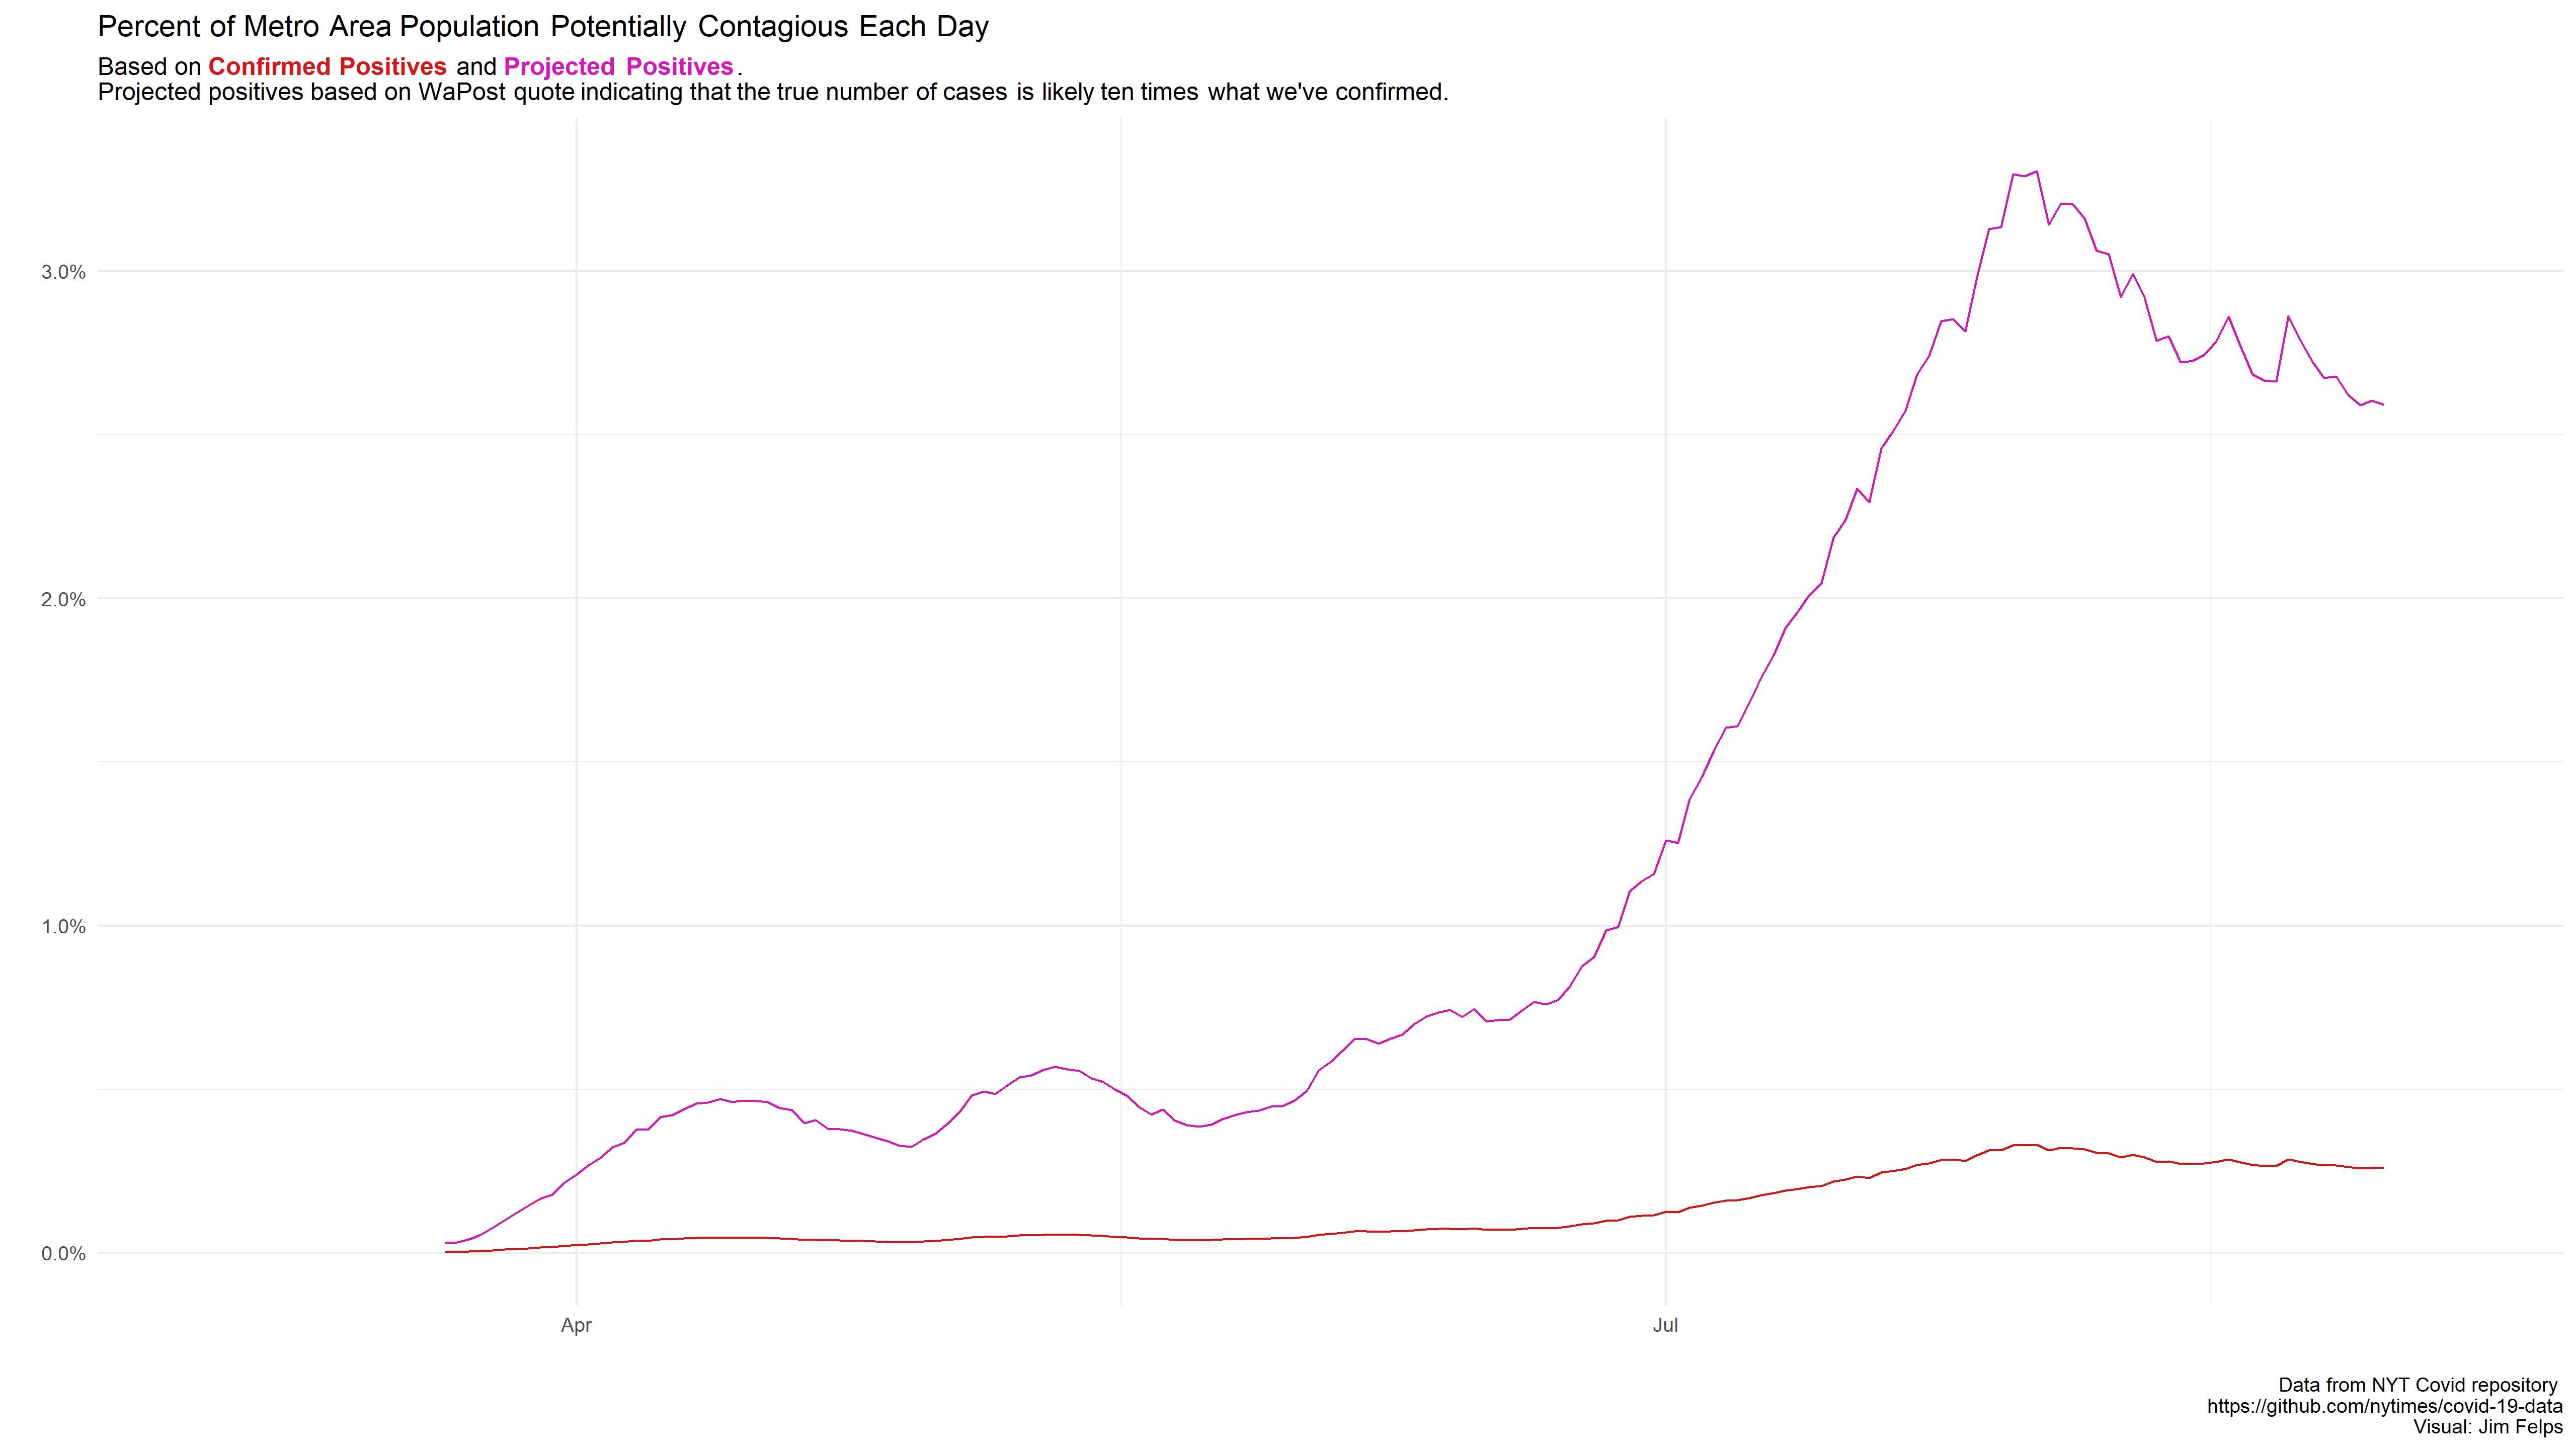 Percent of Metro Area Population Potentially Contagious Each Day
Based on Confirmed Positives and Projected Positives.
Projected positives based on WaPost quote indicating that the true number of cases is likely ten times what we've confirmed.
3.0%
2.0%
1.0%
0.0%
Apr
Jul
Data from NYT Covid repository
https://github.com/nytimes/covid-19-data
Visual: Jim Felps